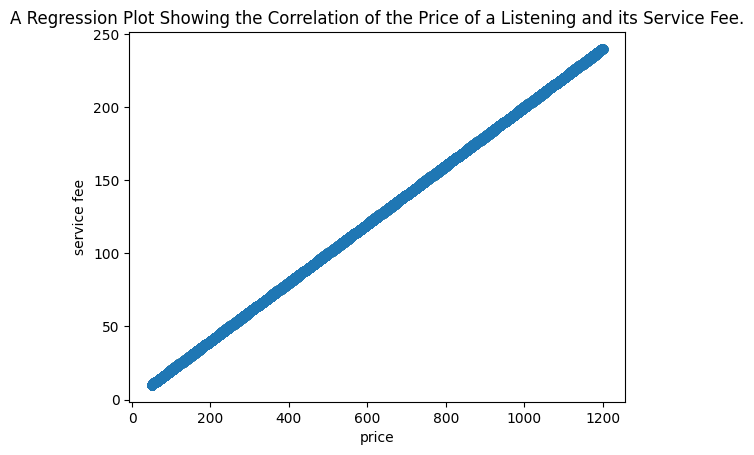 A Regression Plot Showing the Correlation of the Price of a Listening and its Service Fee.
250
200
150
100
50
0
service fee
0 200 400 600 800 1000 1200
price